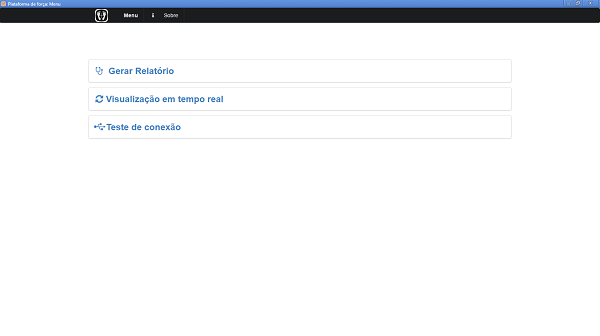 Plataforma de força: Menu
Menu
Sobre
Gerar Relatório
Visualização em tempo real
Teste de conexão